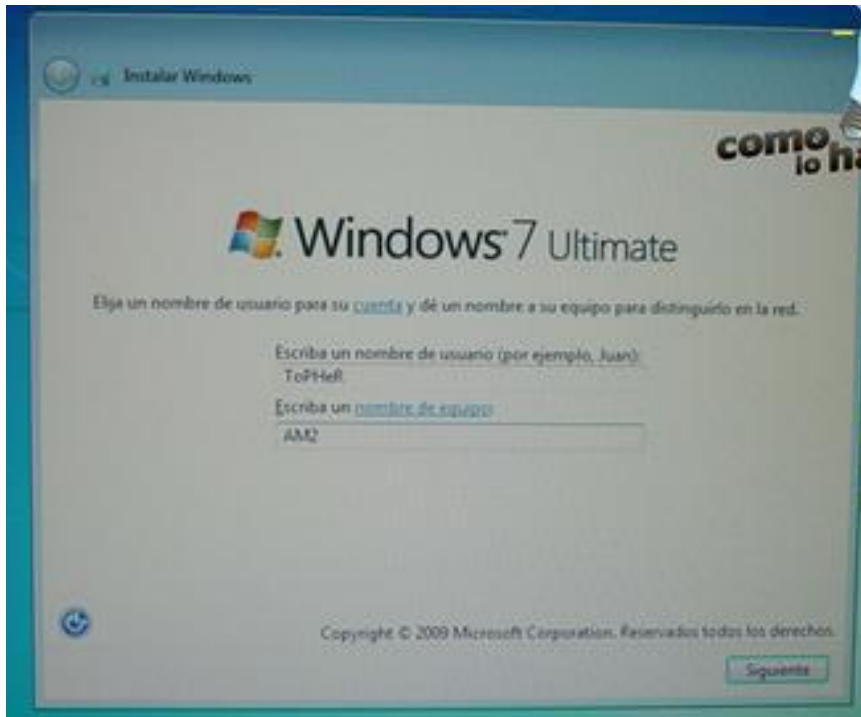 Instalar Windows
como
lo ha
Windows 7 Ultimate
Elija un nombre de usuario para su cuenta y dé un nombre a su equipo para distinguirlo en la red.
Escriba un nombre de usuario (por ejemplo, Juan):
ToPHeR
Escriba un nombre de equipo:
AM2
Copyright © 2009 Microsoft Corporation. Reservados todos los derechos.
Siguiente